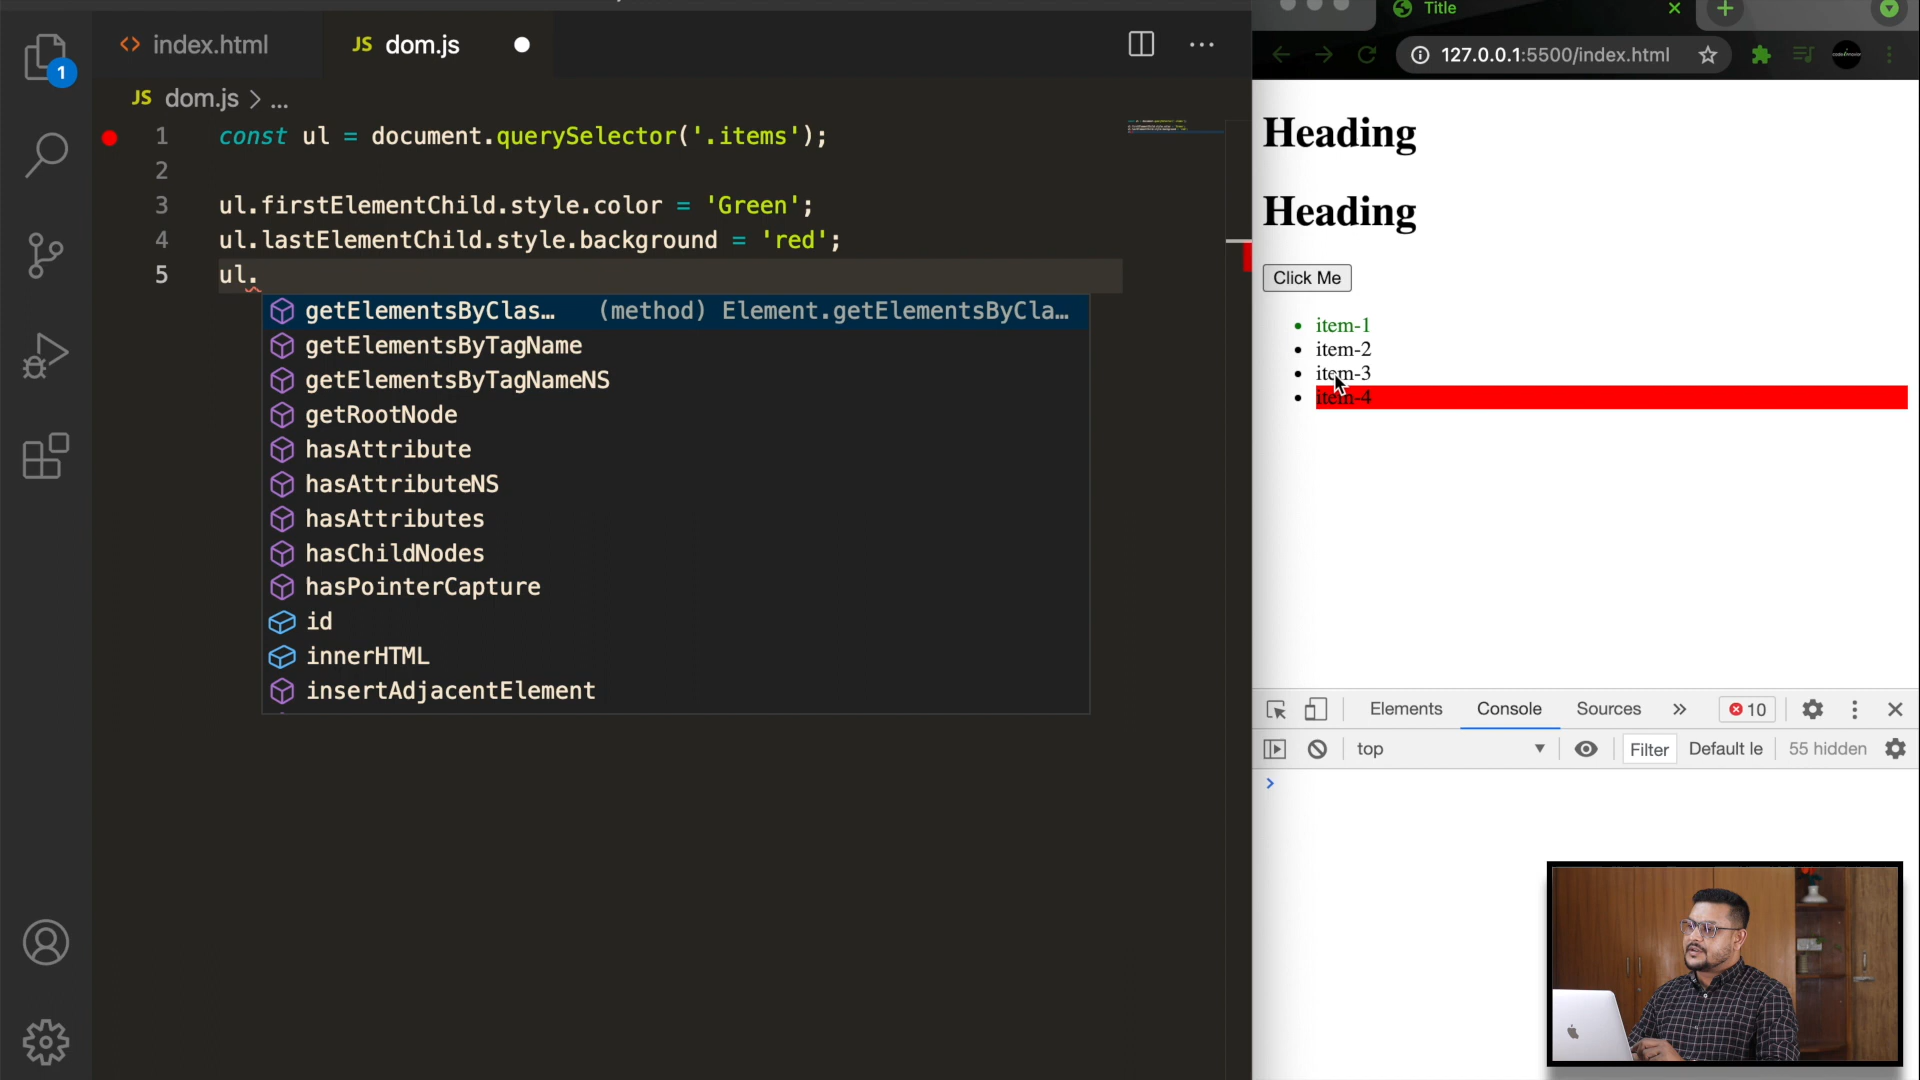 index.html
JS dom.js
JS dom.js > ...
1 const ul = document.querySelector('.items');
2
3 ul.firstElementChild.style.color = 'Green';
4 ul.lastElementChild.style.background = 'red';
5 ul.
getElementsByClas... (method) Element.getElementsByCla...
getElementsByTagName
getElementsByTagNameNS
getRootNode
hasAttribute
hasAttributeNS
hasAttributes
hasChildNodes
hasPointerCapture
id
innerHTML
insertAdjacentElement
1
Title
127.0.0.1:5500/index.html
Heading
Heading
Click Me
item-1
item-2
item-3
item-4
Elements Console Sources 10
top Filter Default le 55 hidden